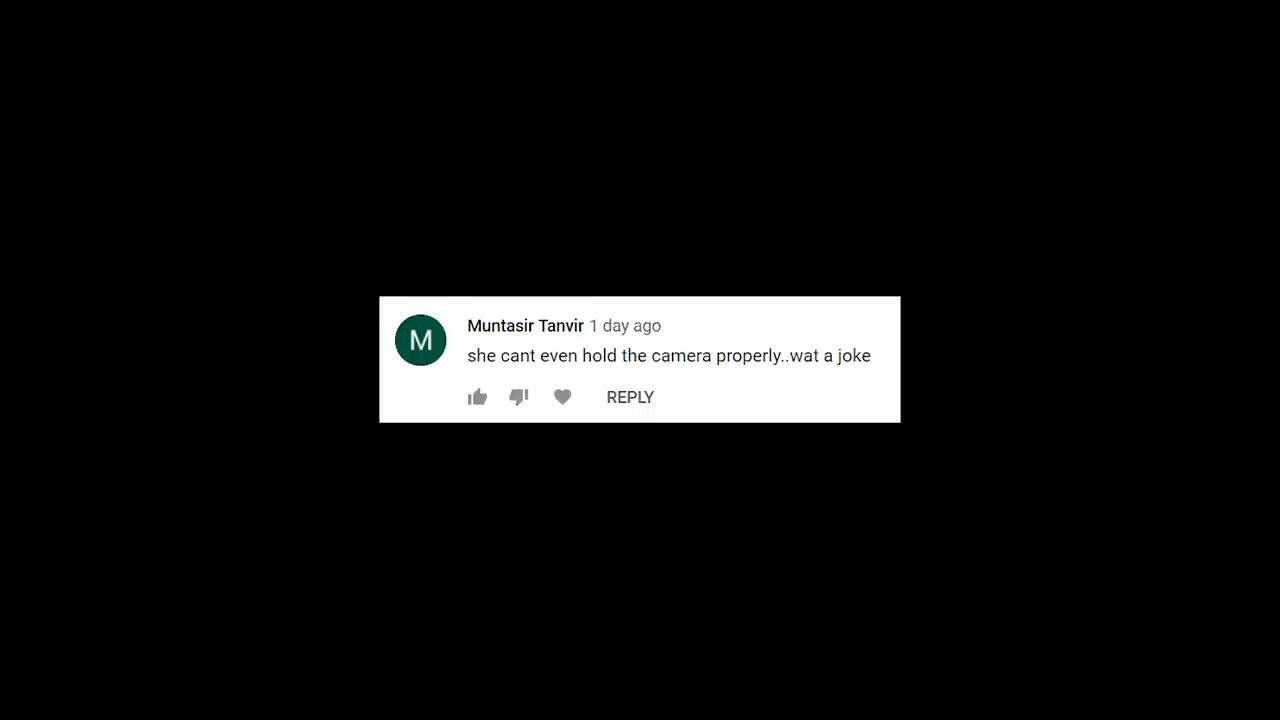 M
Muntasir Tanvir 1 day ago
she cant even hold the camera properly..wat a joke
REPLY